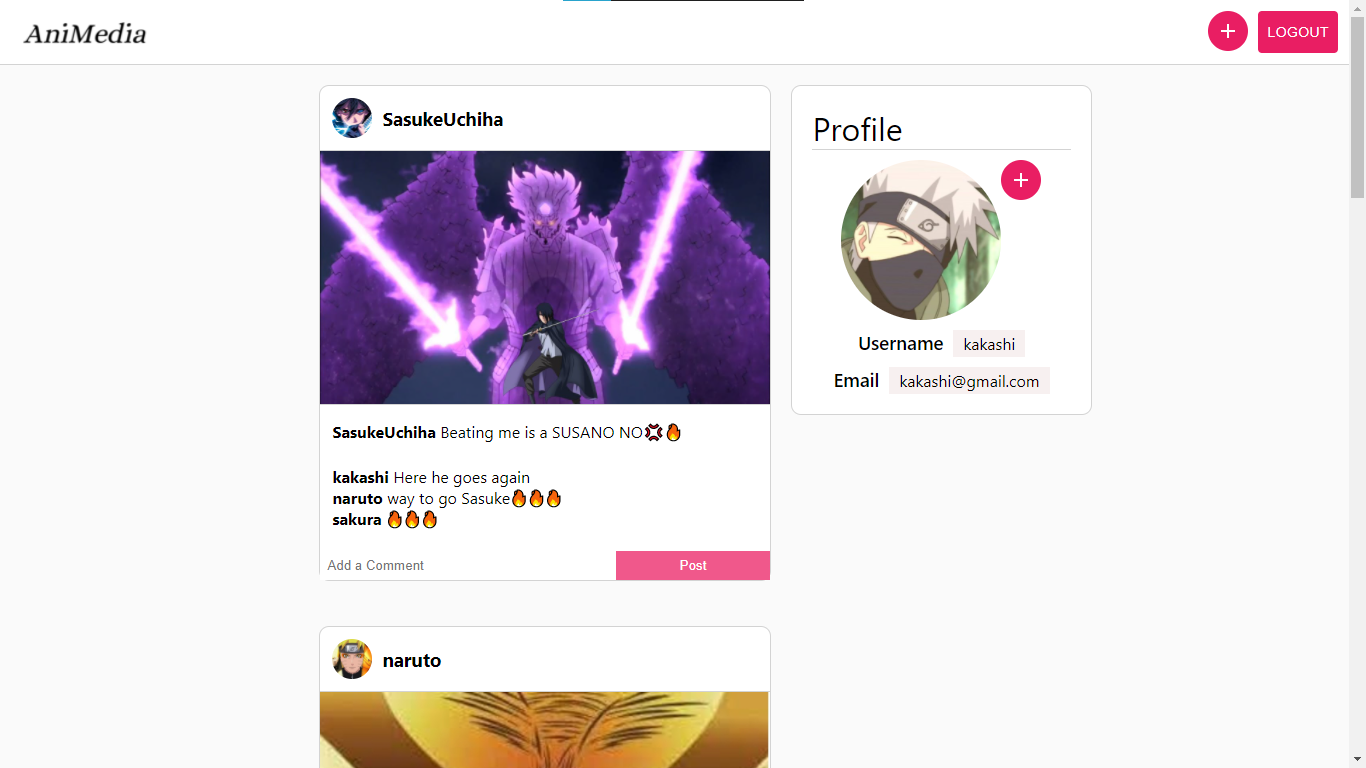 AniMedia
LOGOUT
SasukeUchiha
SasukeUchiha Beating me is a SUSANO NO💢🔥
kakashi Here he goes again
naruto way to go Sasuke🔥🔥🔥
sakura 🔥🔥🔥
Add a Comment
Post
naruto
Profile
Username kakashi
Email kakashi@gmail.com